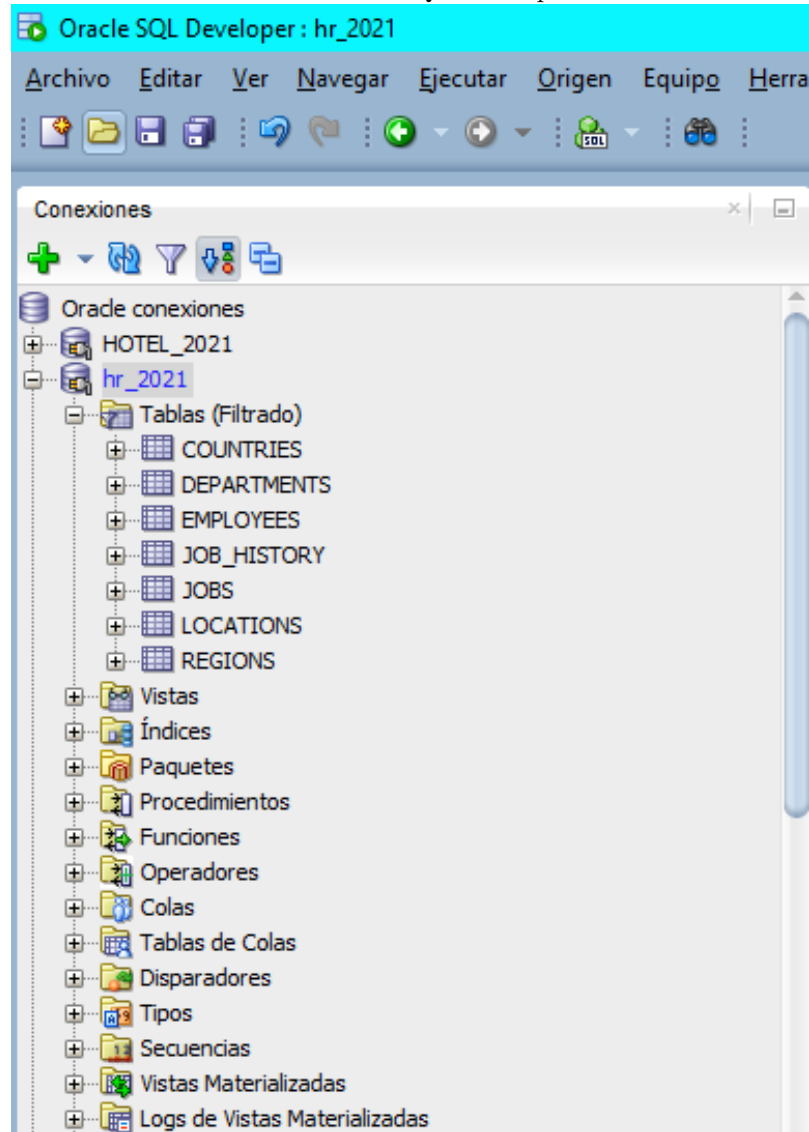 Oracle SQL Developer : hr_2021
Archivo Editar Ver Navegar Ejecutar Origen Equipo Herra
SQL
Conexiones
Oracle conexiones
HOTEL_2021
hr_2021
Tablas (Filtrado)
COUNTRIES
DEPARTMENTS
EMPLOYEES
JOB_HISTORY
JOBS
LOCATIONS
REGIONS
Vistas
Índices
Paquetes
Procedimientos
Funciones
Operadores
Colas
Tablas de Colas
Disparadores
Tipos
Secuencias
Vistas Materializadas
Logs de Vistas Materializadas